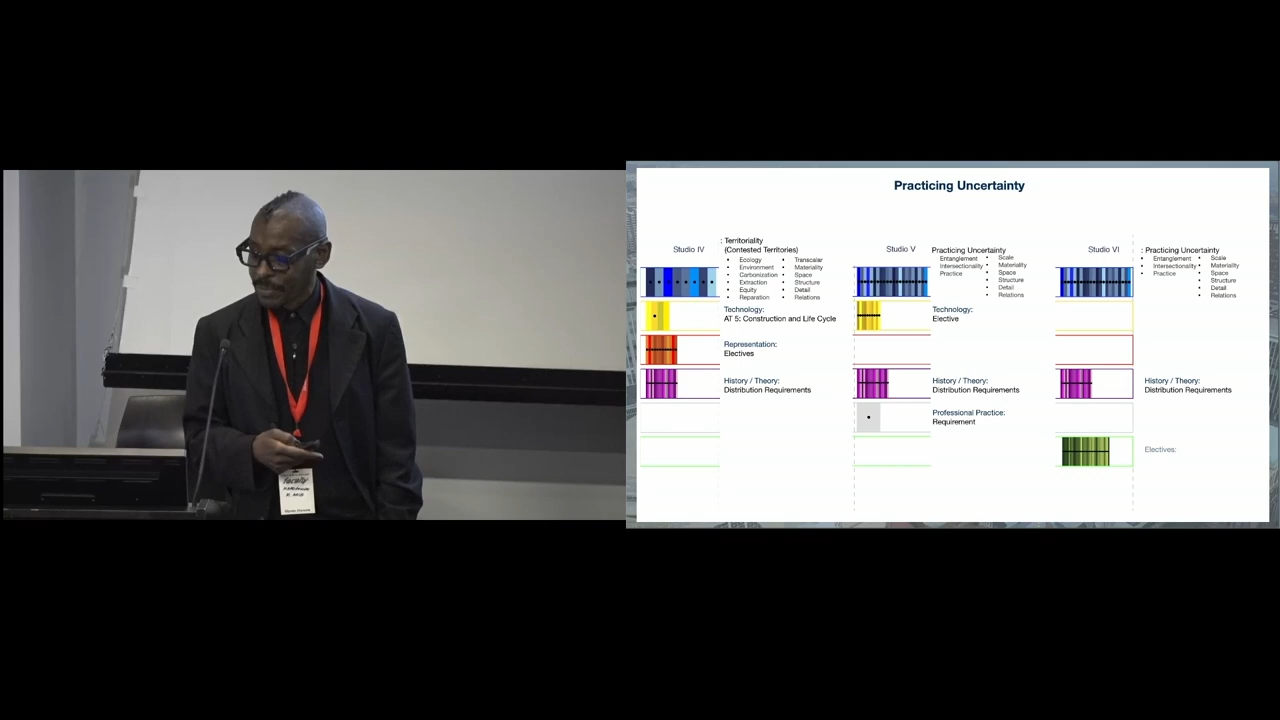 Practicing Uncertainty
Studio IV
: Territoriality
(Contested Territories)
• Ecology
• Environment
• Carbonization
• Extraction
• Equity
• Reparation
• Transcalar
• Materiality
• Space
• Structure
• Detail
• Relations
Technology:
AT 5: Construction and Life Cycle
Representation:
Electives
History / Theory:
Distribution Requirements
Studio V
Practicing Uncertainty
Entanglement
Intersectionality
Practice
• Scale
• Materiality
• Space
• Structure
• Detail
• Relations
Technology:
Elective
History / Theory:
Distribution Requirements
Professional Practice:
Requirement
Studio VI
: Practicing Uncertainty
• Entanglement
• Intersectionality
• Practice
• Scale
• Materiality
• Space
• Structure
• Detail
• Relations
History / Theory:
Distribution Requirements
Electives: